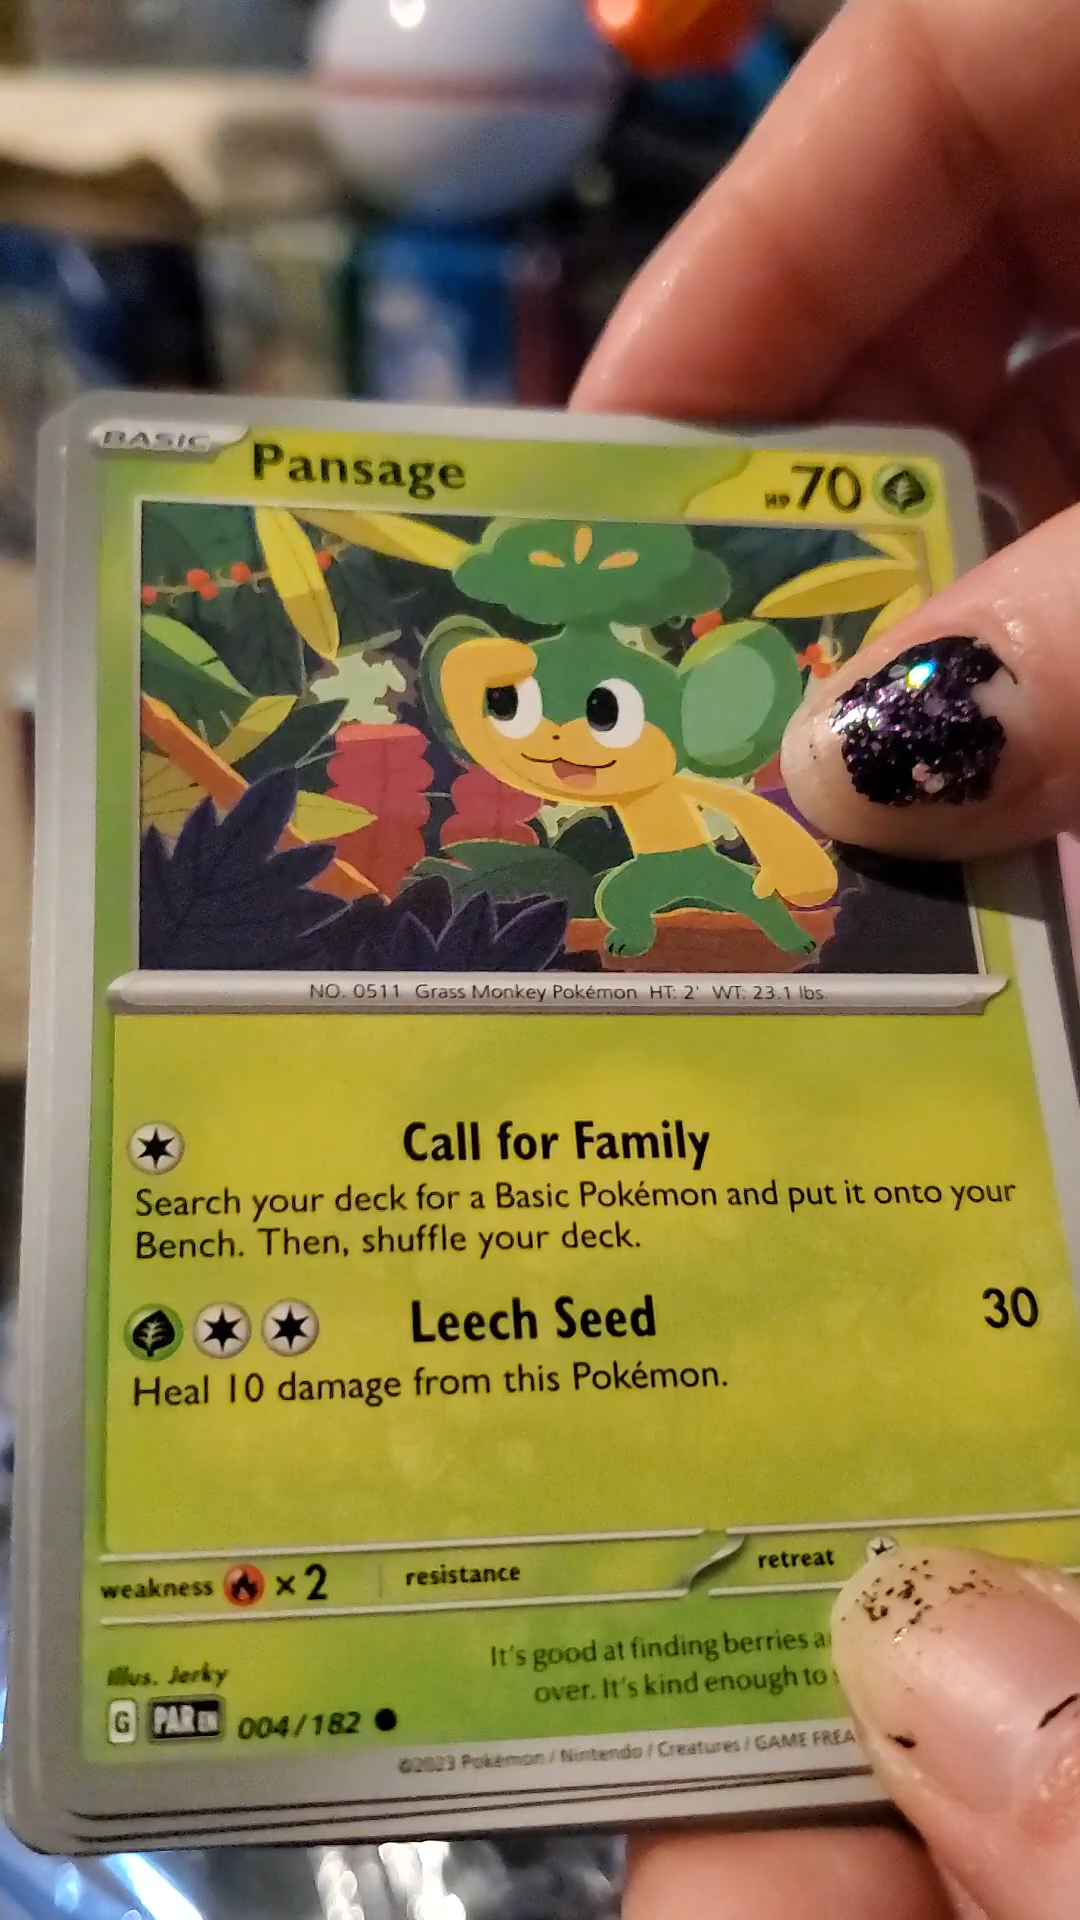 BASIC
Pansage
HP 70
NO. 0511 Grass Monkey Pokémon HT: 2' WT: 23.1 lbs.
Call for Family
Search your deck for a Basic Pokémon and put it onto your
Bench. Then, shuffle your deck.
Leech Seed 30
Heal 10 damage from this Pokémon.
weakness ×2 resistance retreat
It's good at finding berries
over. It's kind enough to
Illus. Jerky
G PAR EN 004/182
©2023 Pokémon / Nintendo / Creatures / GAME FREA